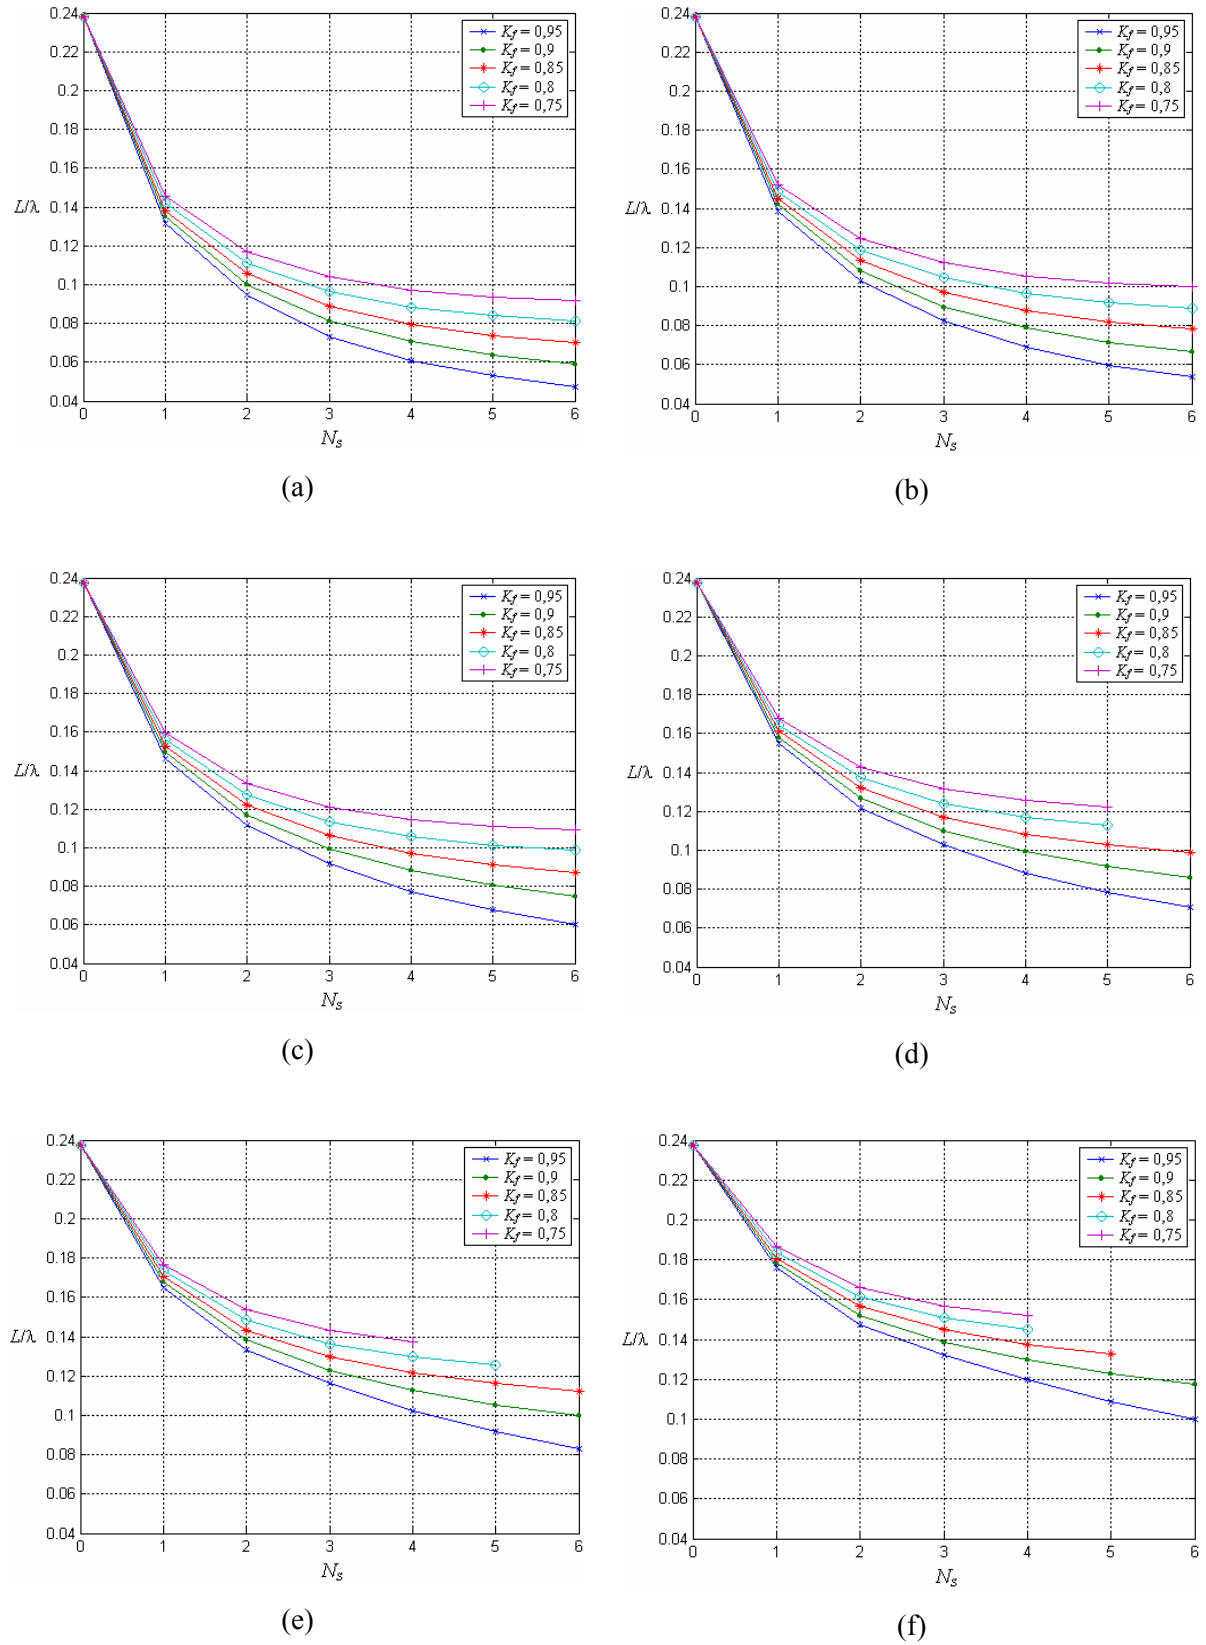 0.24
0.22
0.2
0.18
0.16
L/λ 0.14
0.12
0.1
0.08
0.06
0.04
0 1 2 3 4 5 6
Ns
Kf = 0,95
Kf = 0,9
Kf = 0,85
Kf = 0,8
Kf = 0,75
(a)
0.24
0.22
0.2
0.18
0.16
L/λ 0.14
0.12
0.1
0.08
0.06
0.04
0 1 2 3 4 5 6
Ns
Kf = 0,95
Kf = 0,9
Kf = 0,85
Kf = 0,8
Kf = 0,75
(b)
0.24
0.22
0.2
0.18
0.16
L/λ 0.14
0.12
0.1
0.08
0.06
0.04
0 1 2 3 4 5 6
Ns
Kf = 0,95
Kf = 0,9
Kf = 0,85
Kf = 0,8
Kf = 0,75
(c)
0.24
0.22
0.2
0.18
0.16
L/λ 0.14
0.12
0.1
0.08
0.06
0.04
0 1 2 3 4 5 6
Ns
Kf = 0,95
Kf = 0,9
Kf = 0,85
Kf = 0,8
Kf = 0,75
(d)
0.24
0.22
0.2
0.18
0.16
L/λ 0.14
0.12
0.1
0.08
0.06
0.04
0 1 2 3 4 5 6
Ns
Kf = 0,95
Kf = 0,9
Kf = 0,85
Kf = 0,8
Kf = 0,75
(e)
0.24
0.22
0.2
0.18
0.16
L/λ 0.14
0.12
0.1
0.08
0.06
0.04
0 1 2 3 4 5 6
Ns
Kf = 0,95
Kf = 0,9
Kf = 0,85
Kf = 0,8
Kf = 0,75
(f)